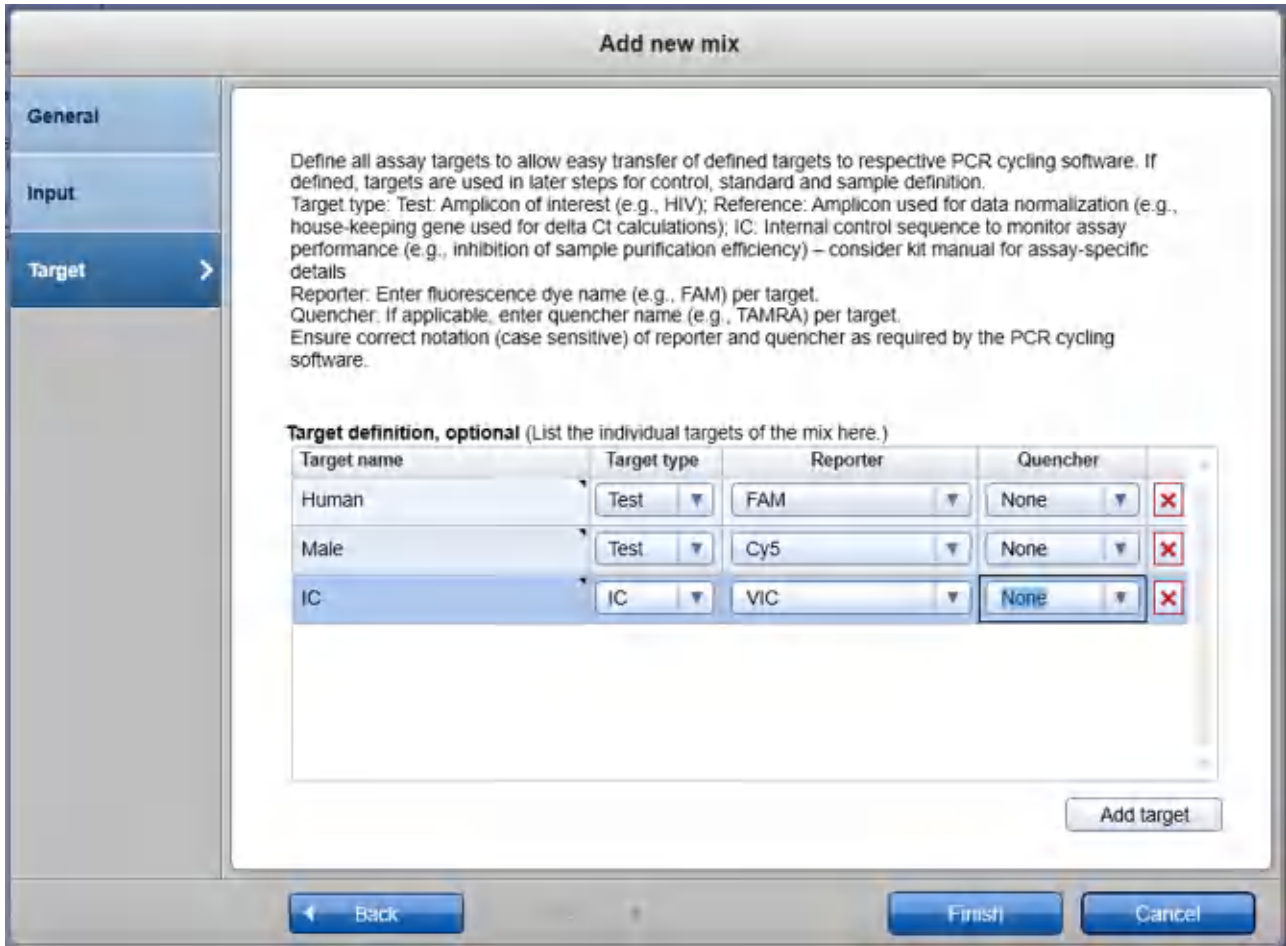 Add new mix
General
Input
Target
Define all assay targets to allow easy transfer of defined targets to respective PCR cycling software. If
defined, targets are used in later steps for control, standard and sample definition.
Target type: Test: Amplicon of interest (e.g., HIV); Reference: Amplicon used for data normalization (e.g.,
house-keeping gene used for delta Ct calculations); IC: Internal control sequence to monitor assay
performance (e.g., inhibition of sample purification efficiency) – consider kit manual for assay-specific
details
Reporter: Enter fluorescence dye name (e.g., FAM) per target.
Quencher: If applicable, enter quencher name (e.g., TAMRA) per target.
Ensure correct notation (case sensitive) of reporter and quencher as required by the PCR cycling
software.
Target definition, optional (List the individual targets of the mix here.)
Target name Target type Reporter Quencher
Human Test FAM None
Male Test Cy5 None
IC IC VIC None
Add target
Back Finish Cancel